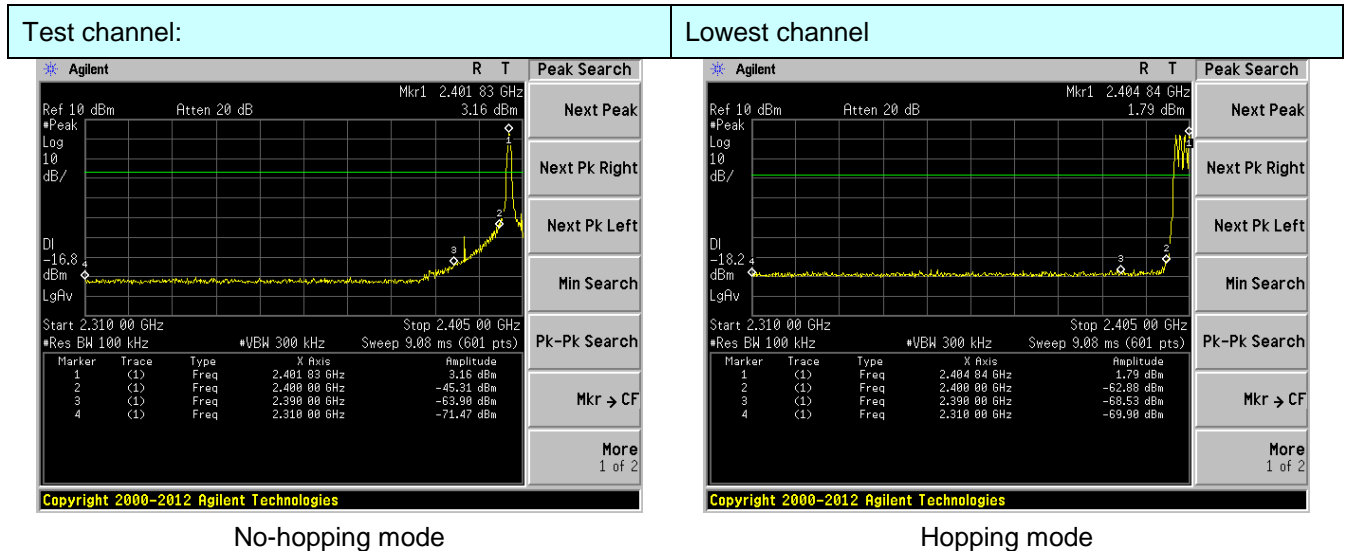 Test channel: Lowest channel
Agilent R T Peak Search
Mkr1 2.401 83 GHz
Ref 10 dBm Atten 20 dB 3.16 dBm
#Peak
Log
10
dB/
1
2
3
4
DI
-16.8
dBm
LgAv
Start 2.310 00 GHz Stop 2.405 00 GHz
#Res BW 100 kHz #VBW 300 kHz Sweep 9.08 ms (601 pts)
Marker Trace Type X Axis Amplitude
1 (1) Freq 2.401 83 GHz 3.16 dBm
2 (1) Freq 2.400 00 GHz -45.31 dBm
3 (1) Freq 2.390 00 GHz -63.90 dBm
4 (1) Freq 2.310 00 GHz -71.47 dBm
Next Peak
Next Pk Right
Next Pk Left
Min Search
Pk-Pk Search
Mkr → CF
More
1 of 2
Copyright 2000-2012 Agilent Technologies
No-hopping mode
Agilent R T Peak Search
Mkr1 2.404 84 GHz
Ref 10 dBm Atten 20 dB 1.79 dBm
#Peak
Log
10
dB/
1
2
3
4
DI
-18.2
dBm
LgAv
Start 2.310 00 GHz Stop 2.405 00 GHz
#Res BW 100 kHz #VBW 300 kHz Sweep 9.08 ms (601 pts)
Marker Trace Type X Axis Amplitude
1 (1) Freq 2.404 84 GHz 1.79 dBm
2 (1) Freq 2.400 00 GHz -62.88 dBm
3 (1) Freq 2.390 00 GHz -68.53 dBm
4 (1) Freq 2.310 00 GHz -69.90 dBm
Next Peak
Next Pk Right
Next Pk Left
Min Search
Pk-Pk Search
Mkr → CF
More
1 of 2
Copyright 2000-2012 Agilent Technologies
Hopping mode